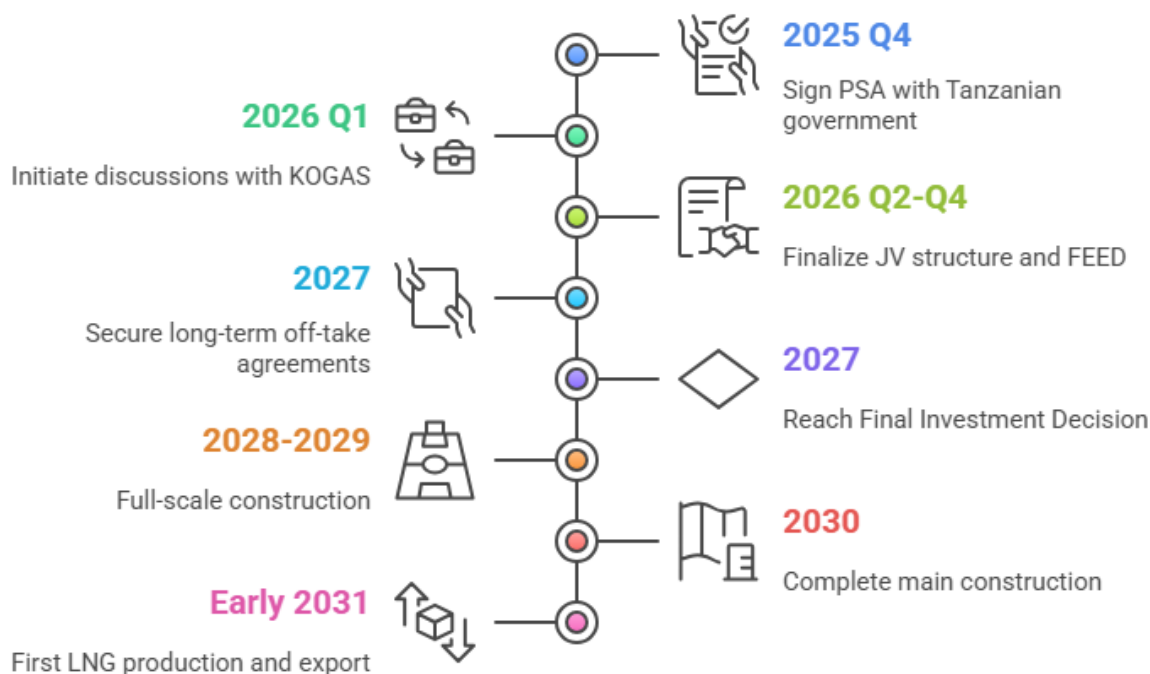 2025 Q4
Sign PSA with Tanzanian
government
2026 Q1
Initiate discussions with KOGAS
2026 Q2-Q4
Finalize JV structure and FEED
2027
Secure long-term off-take
agreements
2027
Reach Final Investment Decision
2028-2029
Full-scale construction
2030
Complete main construction
Early 2031
First LNG production and export